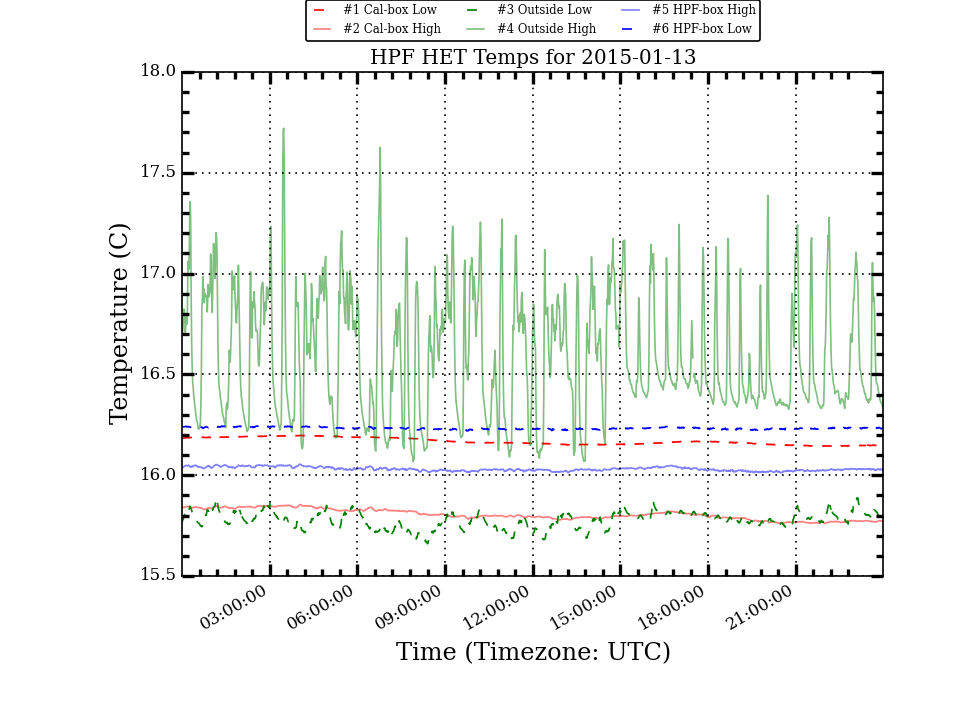 #1 Cal-box Low #3 Outside Low #5 HPF-box High
#2 Cal-box High #4 Outside High #6 HPF-box Low
HPF HET Temps for 2015-01-13
18.0
17.5
17.0
16.5
16.0
15.5
Temperature (C)
03:00:00 06:00:00 09:00:00 12:00:00 15:00:00 18:00:00 21:00:00
Time (Timezone: UTC)